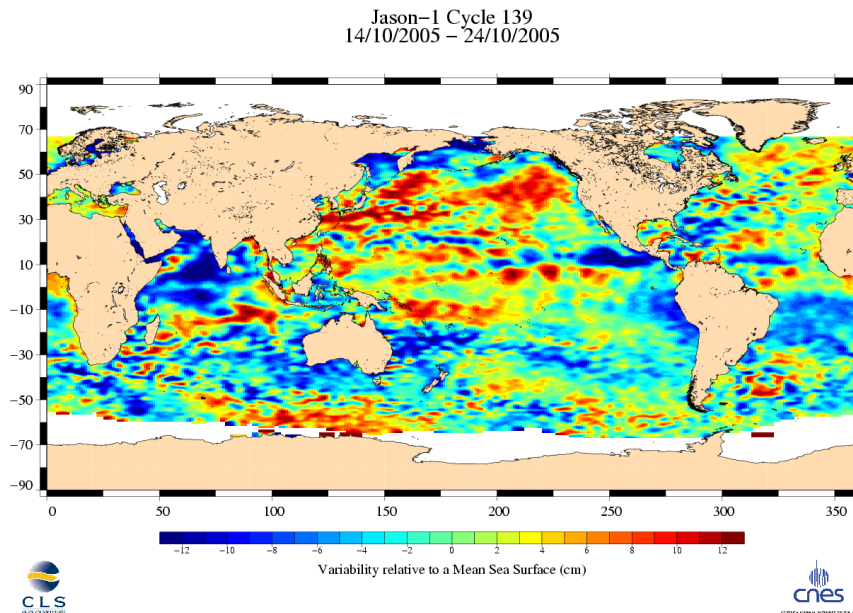 Jason−1 Cycle 139
14/10/2005 − 24/10/2005
90
70
50
30
10
−10
−30
−50
−70
−90
0 50 100 150 200 250 300 350
−12 −10 −8 −6 −4 −2 0 2 4 6 8 10 12
Variability relative to a Mean Sea Surface (cm)
CLS
cnes